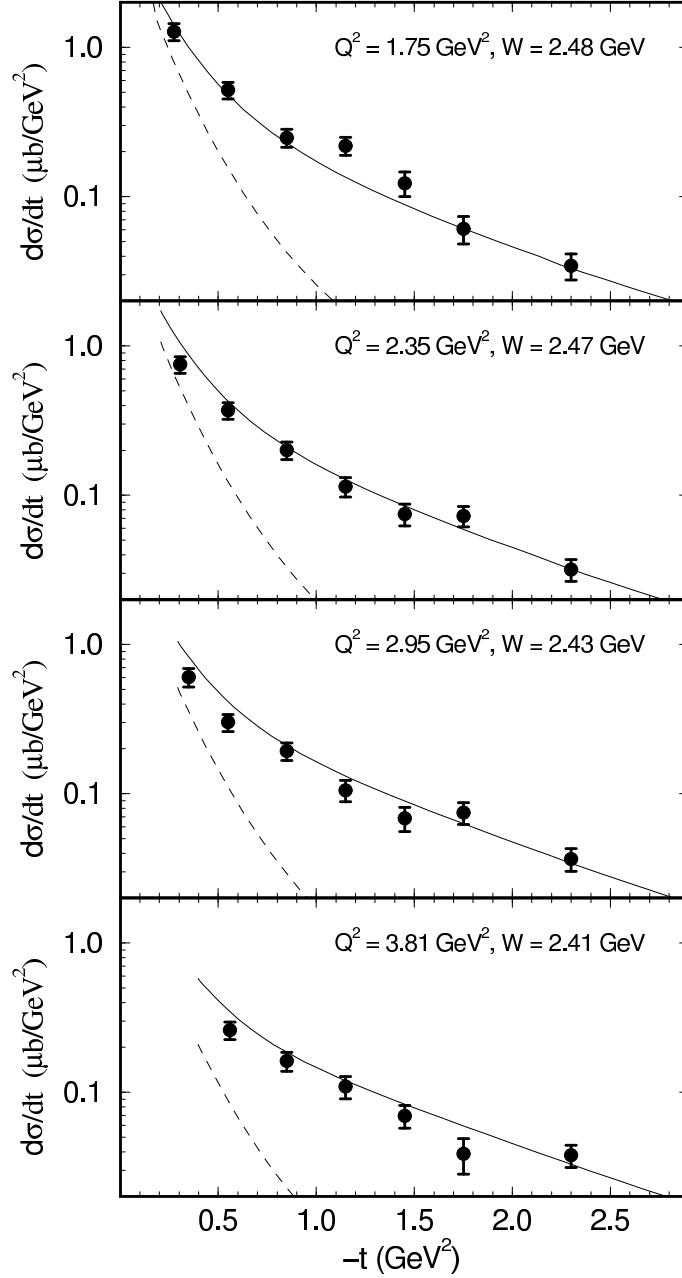 Q² = 1.75 GeV², W = 2.48 GeV
1.0
0.1
dσ/dt (μb/GeV²)
Q² = 2.35 GeV², W = 2.47 GeV
1.0
0.1
dσ/dt (μb/GeV²)
Q² = 2.95 GeV², W = 2.43 GeV
1.0
0.1
dσ/dt (μb/GeV²)
Q² = 3.81 GeV², W = 2.41 GeV
1.0
0.1
dσ/dt (μb/GeV²)
0.5 1.0 1.5 2.0 2.5
–t (GeV²)